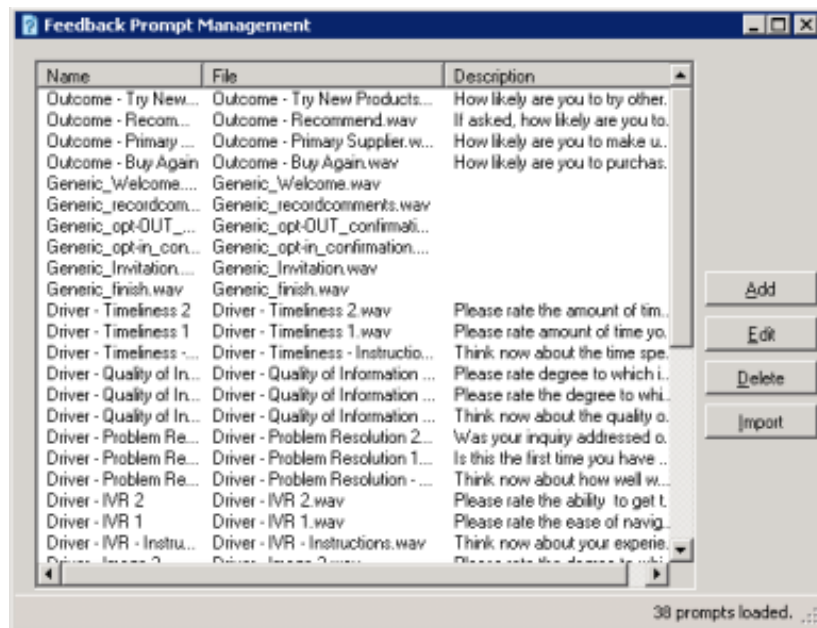 Feedback Prompt Management
Name File Description
Outcome - Try New... Outcome - Try New Products... How likely are you to try other.
Outcome - Recom... Outcome - Recommend.wav If asked, how likely are you to.
Outcome - Primary .... Outcome - Primary Supplier.w... How likely are you to make u..
Outcome - Buy Again Outcome - Buy Again.wav How likely are you to purchas.
Generic_Welcome.... Generic_Welcome.wav
Generic_recordcom... Generic_recordcomments.wav
Generic_opt-OUT_... Generic_opt-OUT_confirmati...
Generic_opt-in_con... Generic_opt-in_confirmation....
Generic_Invitation.... Generic_Invitation.wav
Generic_finish.wav Generic_finish.wav
Driver - Timeliness 2 Driver - Timeliness 2.wav Please rate the amount of tim..
Driver - Timeliness 1 Driver - Timeliness 1.wav Please rate amount of time yo.
Driver - Timeliness -... Driver - Timeliness - Instructio... Think now about the time spe.
Driver - Quality of In... Driver - Quality of Information ... Please rate degree to which i..
Driver - Quality of In... Driver - Quality of Information ... Please rate the degree to whi..
Driver - Quality of In... Driver - Quality of Information ... Think now about the quality o.
Driver - Problem Re... Driver - Problem Resolution 2... Was your inquiry addressed o.
Driver - Problem Re... Driver - Problem Resolution 1... Is this the first time you have ..
Driver - Problem Re... Driver - Problem Resolution - .... Think now about how well w...
Driver - IVR 2 Driver - IVR 2.wav Please rate the ability to get t.
Driver - IVR 1 Driver - IVR 1.wav Please rate the ease of navig..
Driver - IVR - Instru... Driver - IVR - Instructions.wav Think now about your experie.
Add
Edit
Delete
Import
38 prompts loaded.